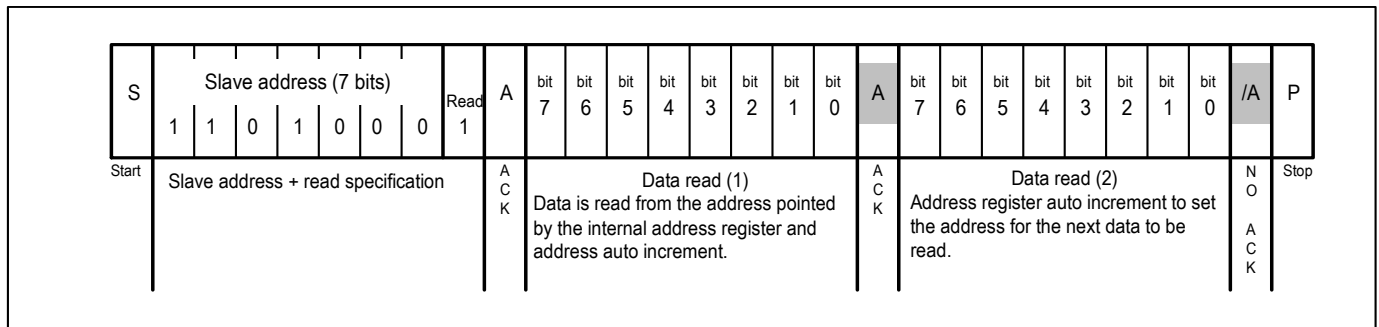 S
Slave address (7 bits)
1 1 0 1 0 0 0
Read
1
A
bit bit bit bit bit bit bit bit
7 6 5 4 3 2 1 0
A
bit bit bit bit bit bit bit bit
7 6 5 4 3 2 1 0
/A
P
Start
Slave address + read specification
A
C
K
Data read (1)
Data is read from the address pointed
by the internal address register and
address auto increment.
A
C
K
Data read (2)
Address register auto increment to set
the address for the next data to be
read.
N
O
A
C
K
Stop